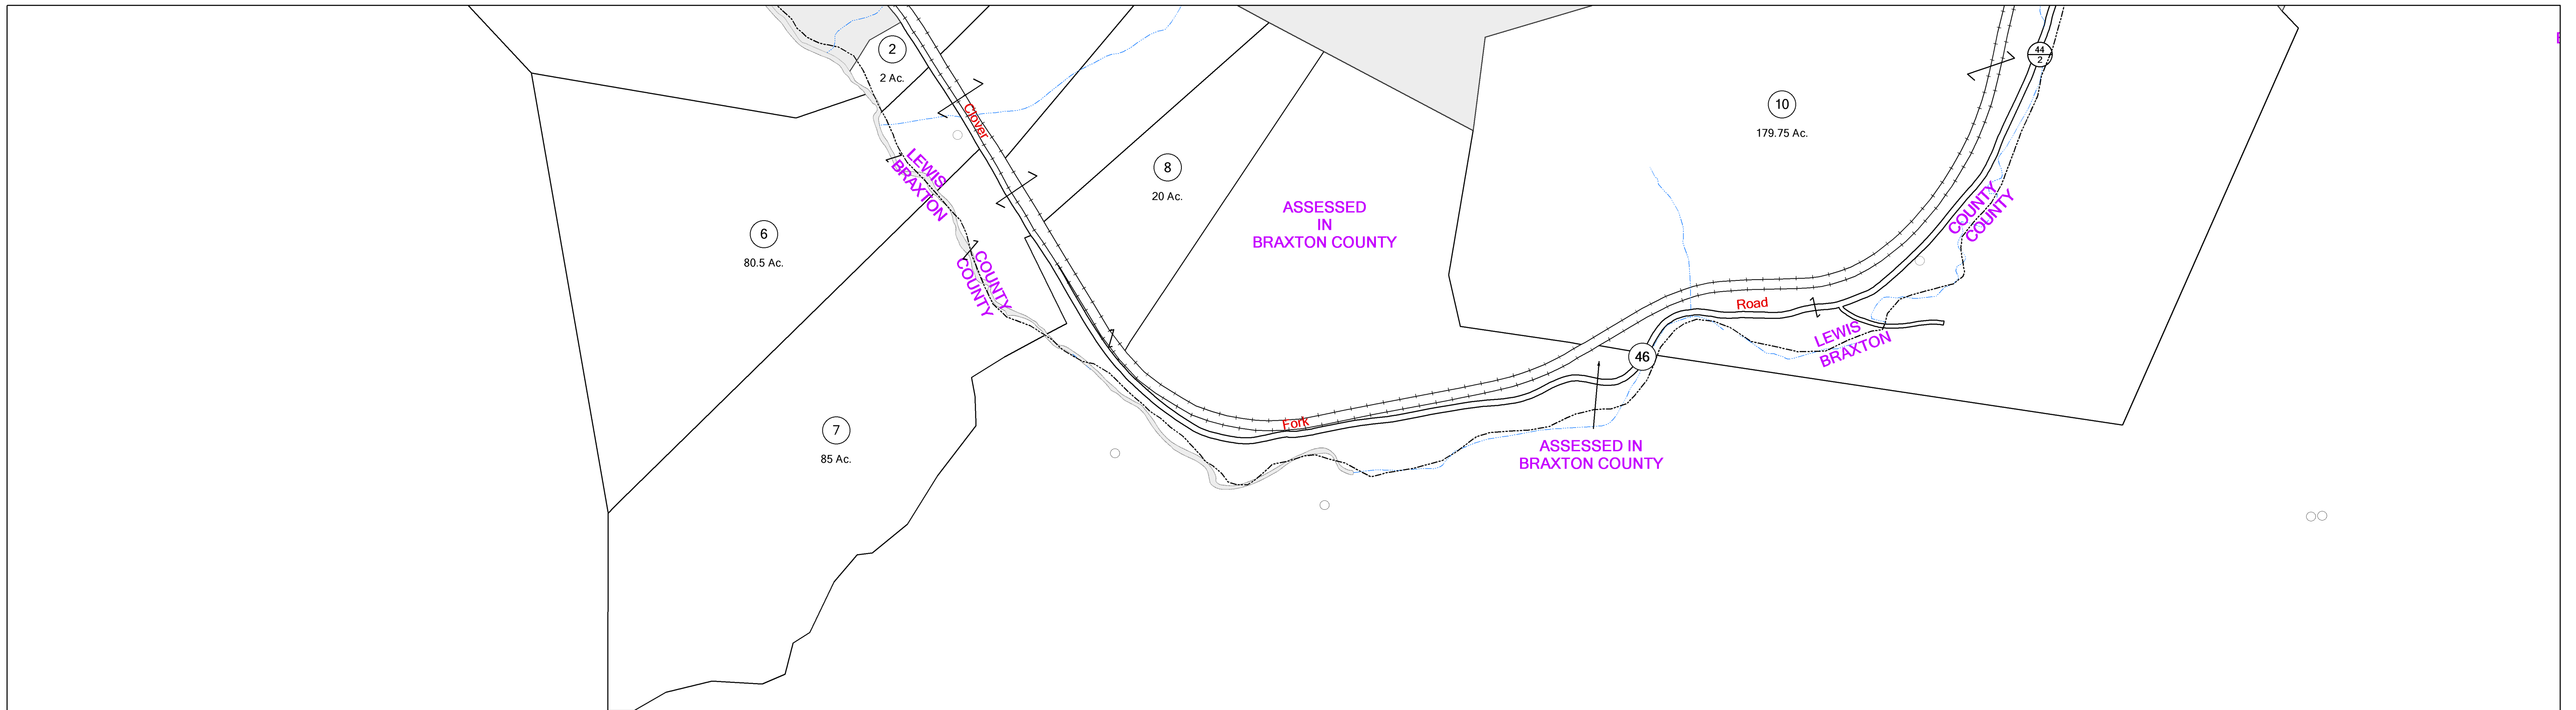 2
2 Ac.
44
2
10
179.75 Ac.
Clover
LEWIS
BRAXTON
8
20 Ac.
COUNTY
COUNTY
ASSESSED
IN
BRAXTON COUNTY
6
80.5 Ac.
COUNTY
COUNTY
Road
LEWIS
BRAXTON
46
Fork
7
85 Ac.
ASSESSED IN
BRAXTON COUNTY